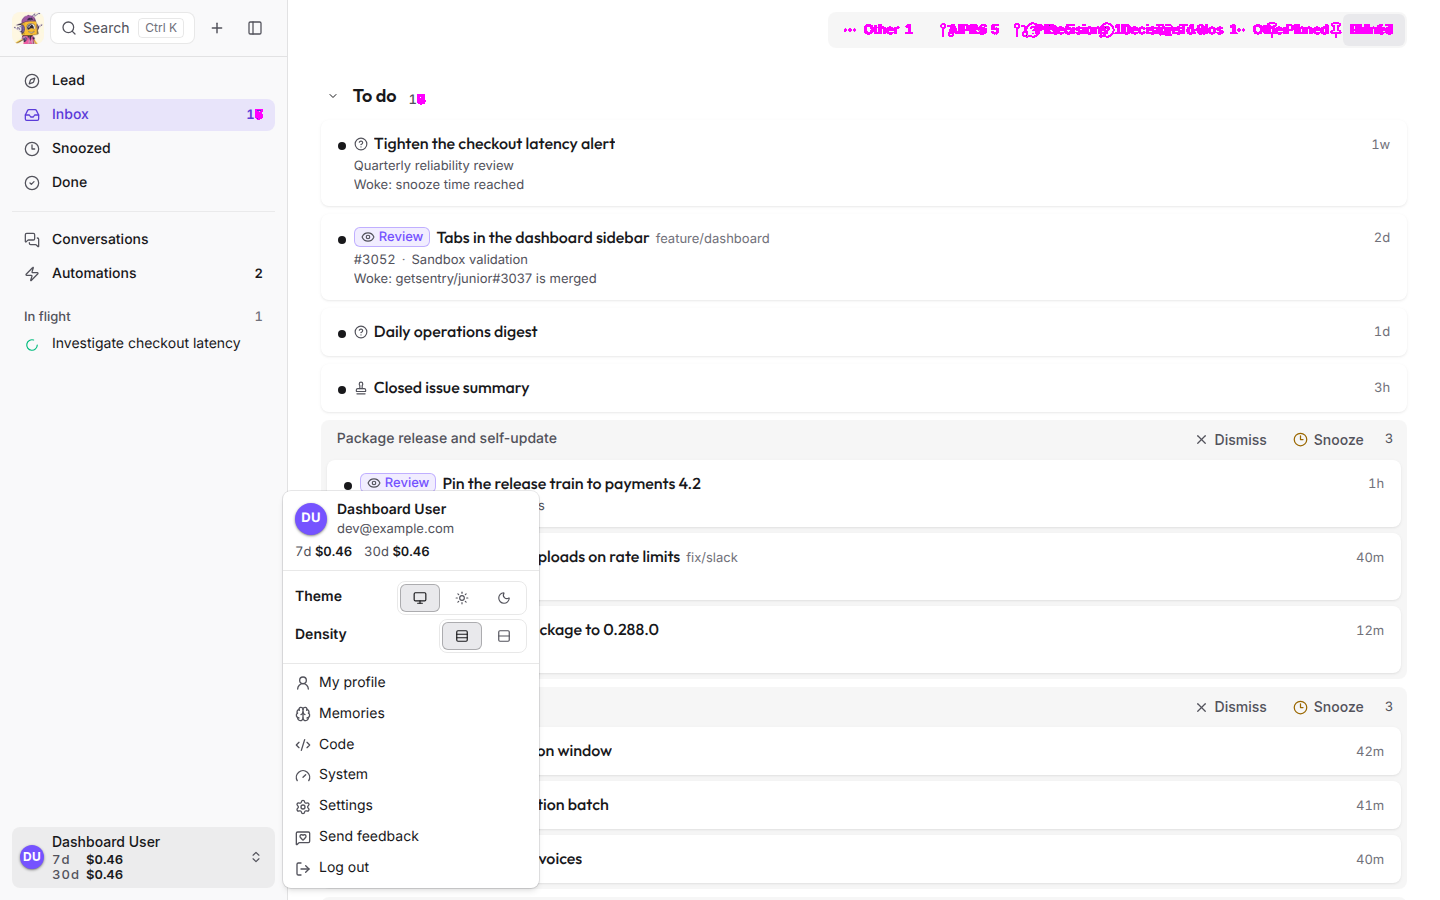 Search Ctrl K
Lead
Inbox
Snoozed
Done
Conversations
Automations 2
In flight 1
Investigate checkout latency
Dashboard User
7d $0.46
30d $0.46
Other 1
To do
Tighten the checkout latency alert 1w
Quarterly reliability review
Woke: snooze time reached
Review Tabs in the dashboard sidebar feature/dashboard 2d
#3052 · Sandbox validation
Woke: getsentry/junior#3037 is merged
Daily operations digest 1d
Closed issue summary 3h
Package release and self-update Dismiss Snooze 3
Review Pin the release train to payments 4.2 1h
s
ploads on rate limits fix/slack 40m
ckage to 0.288.0 12m
Dismiss Snooze 3
on window 42m
tion batch 41m
voices 40m
DU Dashboard User
dev@example.com
7d $0.46 30d $0.46
Theme
Density
My profile
Memories
Code
System
Settings
Send feedback
Log out
DU